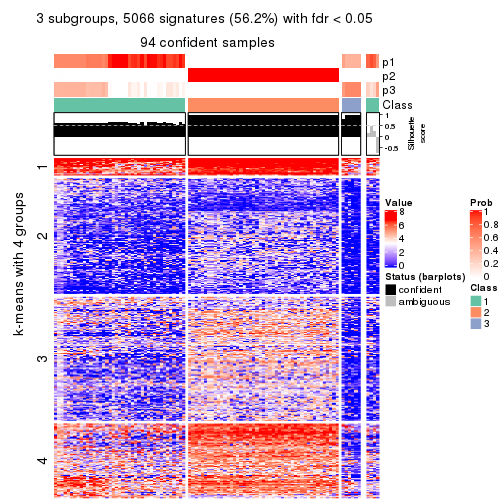 3 subgroups, 5066 signatures (56.2%) with fdr < 0.05
94 confident samples
p1
p2
p3
Class
1
0.5
0
-0.5
Silhouette
score
k-means with 4 groups
1
2
3
4
Value
8
6
4
2
0
Status (barplots)
confident
ambiguous
Prob
1
0.8
0.6
0.4
0.2
0
Class
1
2
3